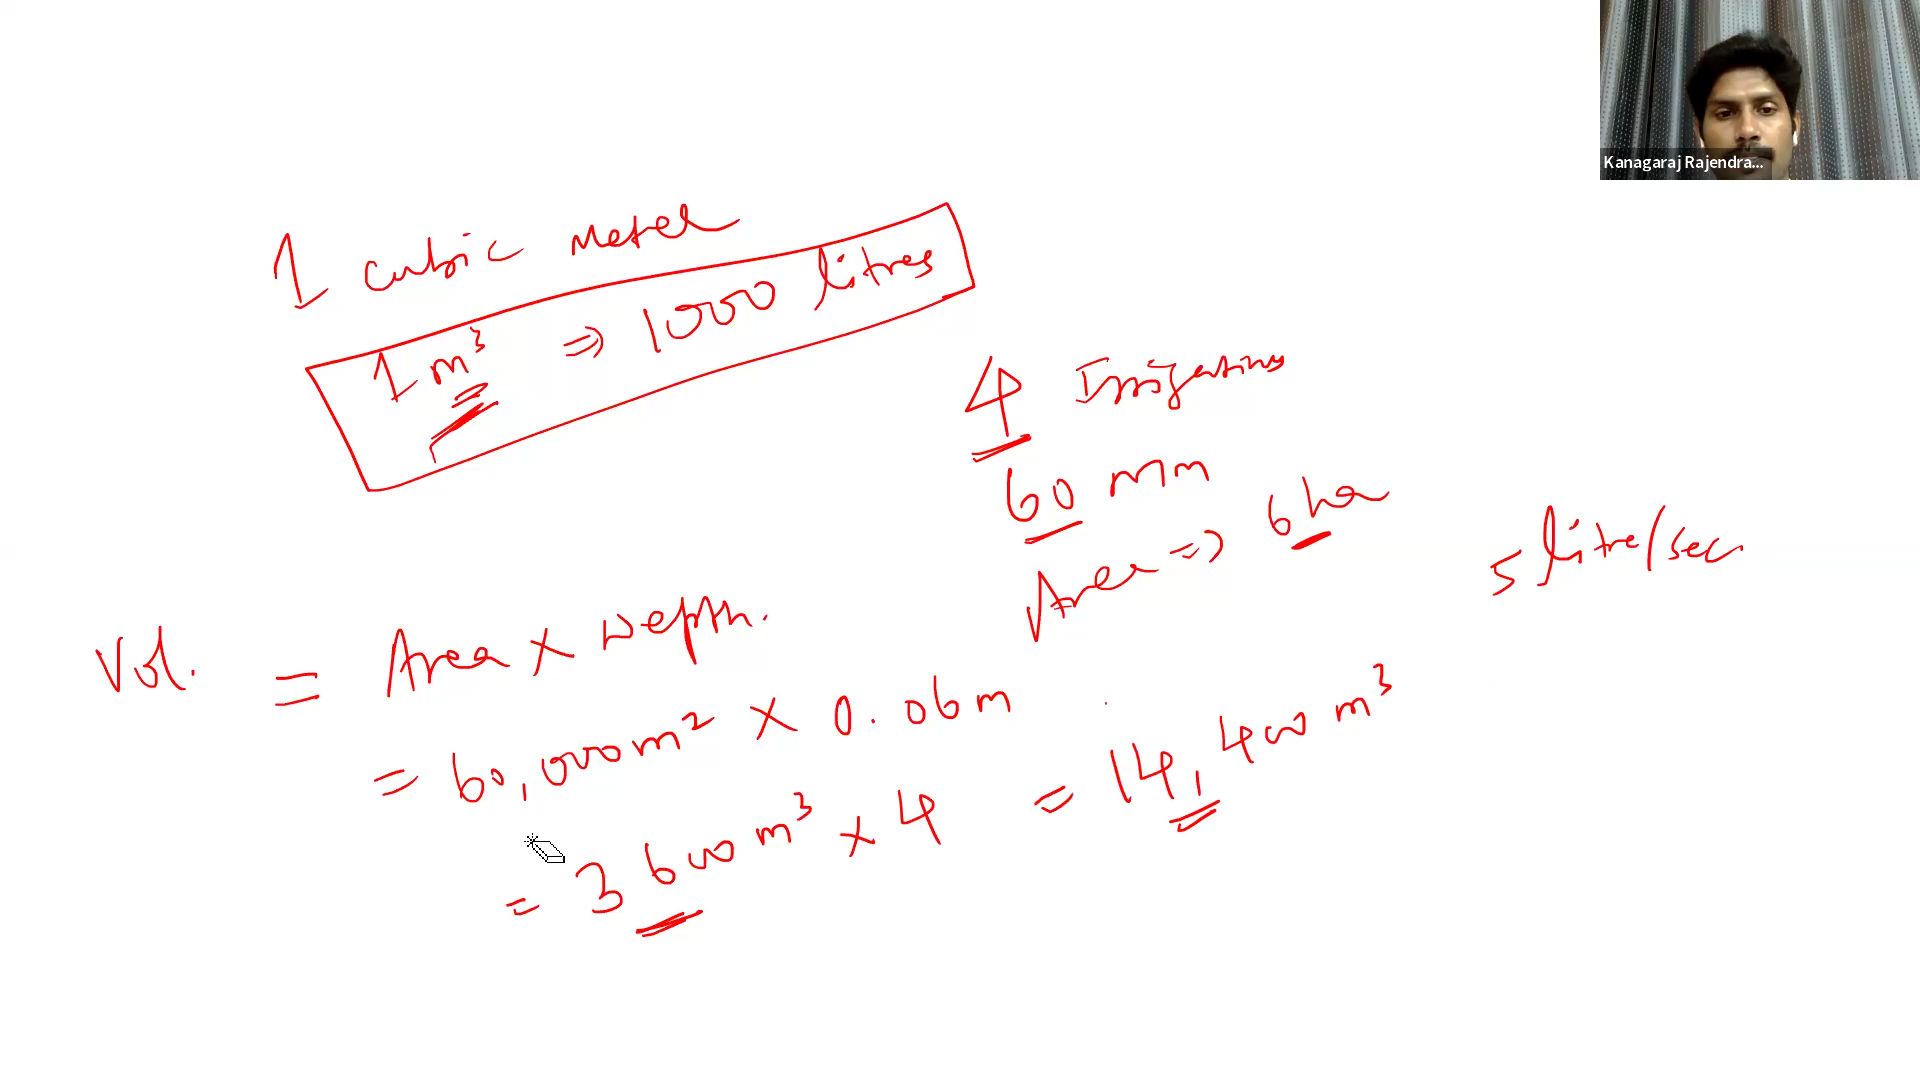 Kanagaraj Rajendra...
1 cubic meter
1 m³ ⇒ 1000 litres
4 Irrigations
60 mm
Area ⇒ 6 ha
5 litre/sec
Vol. = Area × Depth.
= 60,000 m² × 0.06 m
= 3600 m³ × 4 = 14,400 m³